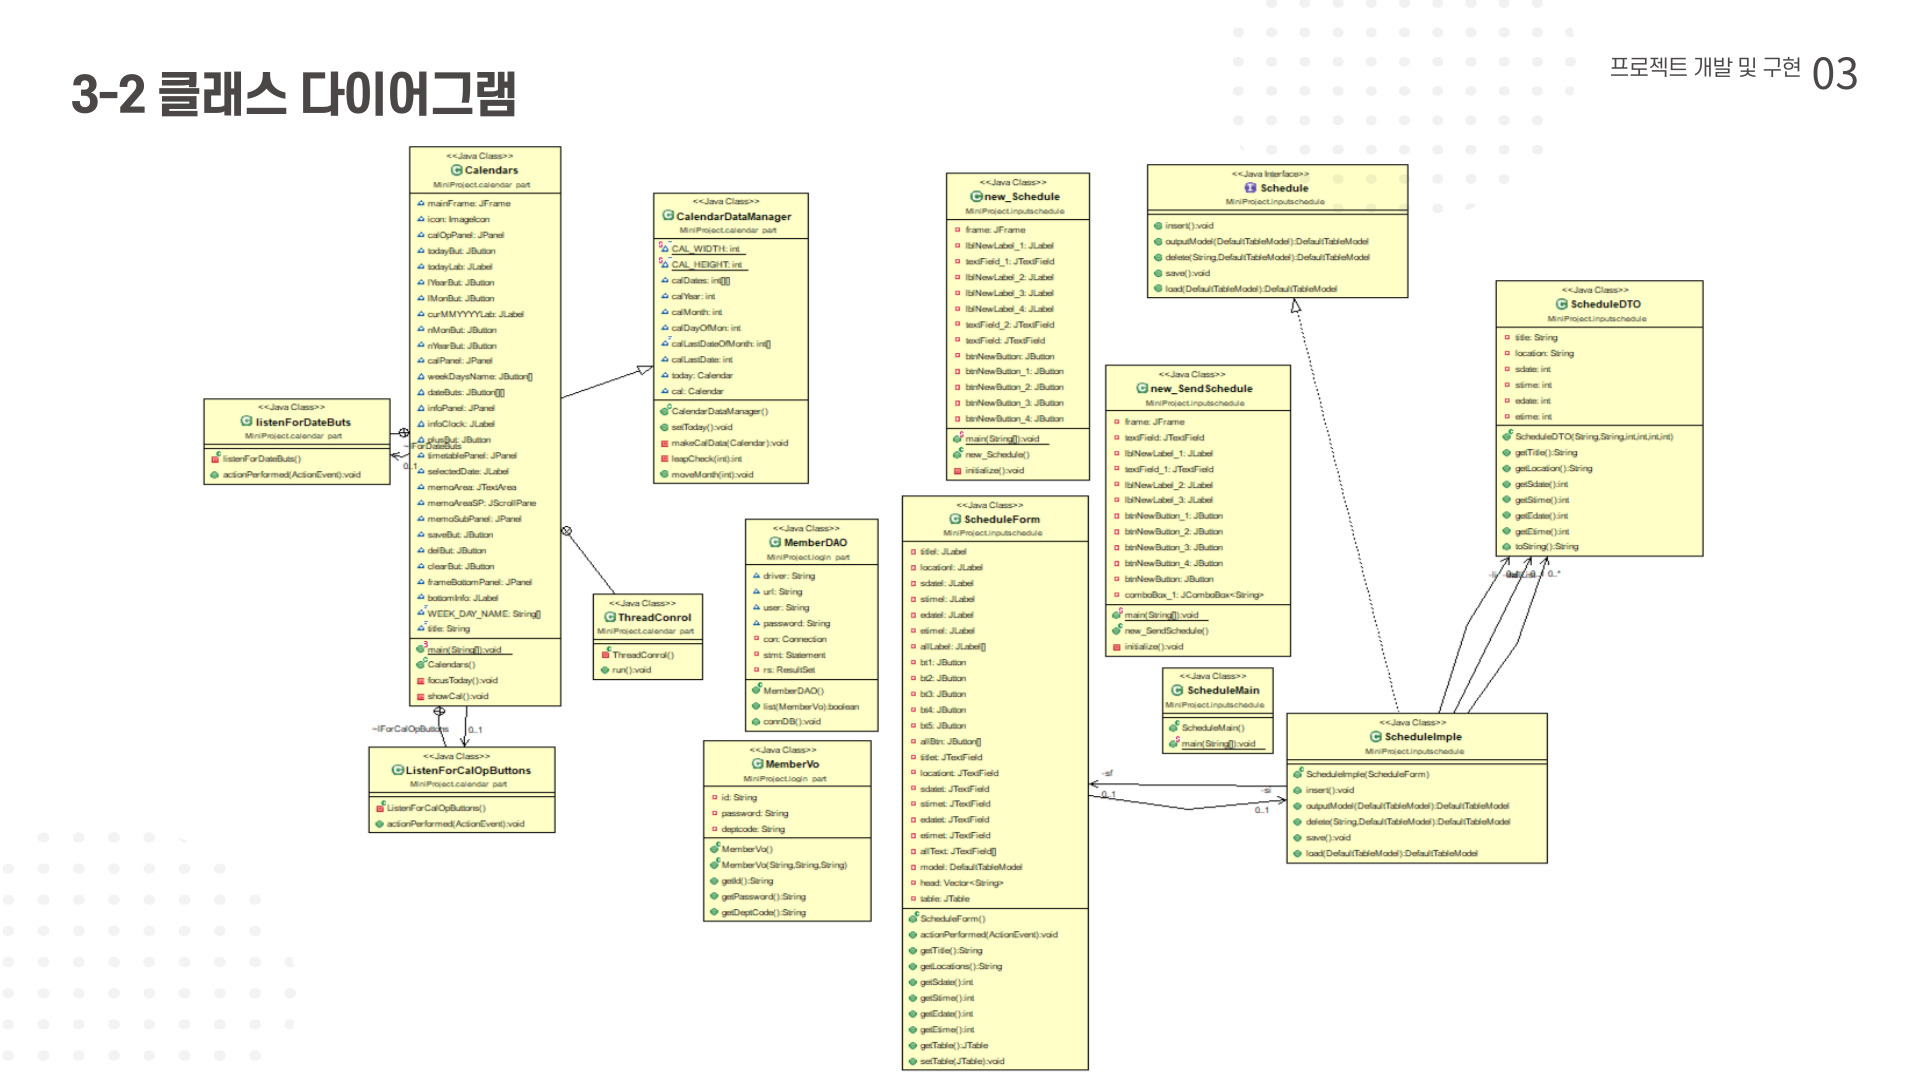 3-2 클래스 다이어그램
프로젝트 개발 및 구현 03
<<Java Class>>
Calendars
MiniProject.calendar part
mainFrame: JFrame
icon: ImageIcon
calOpPanel: JPanel
todayBut: JButton
todayLab: JLabel
lYearBut: JButton
lMonBut: JButton
curMMYYYYLab: JLabel
nMonBut: JButton
nYearBut: JButton
calPanel: JPanel
weekDaysName: JButton[]
dateButs: JButton[][]
infoPanel: JPanel
infoClock: JLabel
plusBut: JButton
timetablePanel: JPanel
selectedDate: JLabel
memoArea: JTextArea
memoAreaSP: JScrollPane
memoSubPanel: JPanel
saveBut: JButton
delBut: JButton
clearBut: JButton
frameBottomPanel: JPanel
bottomInfo: JLabel
WEEK_DAY_NAME: String[]
title: String
main(String[]):void
Calendars()
focusToday():void
showCal():void
<<Java Class>>
listenForDateButs
MiniProject.calendar part
listenForDateButs()
actionPerformed(ActionEvent):void
~lForDateButs
0..1
<<Java Class>>
CalendarDataManager
MiniProject.calendar part
CAL_WIDTH: int
CAL_HEIGHT: int
calDates: int[][]
calYear: int
calMonth: int
calDayOfMon: int
calLastDateOfMonth: int[]
calLastDate: int
today: Calendar
cal: Calendar
CalendarDataManager()
setToday():void
makeCalData(Calendar):void
leapCheck(int):int
moveMonth(int):void
<<Java Class>>
ThreadConrol
MiniProject.calendar part
ThreadConrol()
run():void
~lForCalOpButtons
0..1
<<Java Class>>
ListenForCalOpButtons
MiniProject.calendar part
ListenForCalOpButtons()
actionPerformed(ActionEvent):void
<<Java Class>>
MemberDAO
MiniProject.login part
driver: String
url: String
user: String
password: String
con: Connection
stmt: Statement
rs: ResultSet
MemberDAO()
list(MemberVo):boolean
connDB():void
<<Java Class>>
MemberVo
MiniProject.login part
id: String
password: String
deptcode: String
MemberVo()
MemberVo(String,String,String)
getId():String
getPassword():String
getDeptCode():String
<<Java Class>>
new_Schedule
MiniProject.inputschedule
frame: JFrame
lblNewLabel_1: JLabel
textField_1: JTextField
lblNewLabel_2: JLabel
lblNewLabel_3: JLabel
lblNewLabel_4: JLabel
textField_2: JTextField
textField: JTextField
btnNewButton: JButton
btnNewButton_1: JButton
btnNewButton_2: JButton
btnNewButton_3: JButton
btnNewButton_4: JButton
main(String[]):void
new_Schedule()
initialize():void
<<Java Class>>
ScheduleForm
MiniProject.inputschedule
titlel: JLabel
locationl: JLabel
sdatel: JLabel
stimel: JLabel
edatel: JLabel
etimel: JLabel
allLabel: JLabel[]
bt1: JButton
bt2: JButton
bt3: JButton
bt4: JButton
bt5: JButton
allBtn: JButton[]
titlet: JTextField
locationt: JTextField
sdatet: JTextField
stimet: JTextField
edatet: JTextField
etimet: JTextField
allText: JTextField[]
model: DefaultTableModel
head: Vector<String>
table: JTable
ScheduleForm()
actionPerformed(ActionEvent):void
getTitle():String
getLocations():String
getSdate():int
getStime():int
getEdate():int
getEtime():int
getTable():JTable
setTable(JTable):void
<<Java Interface>>
Schedule
MiniProject.inputschedule
insert():void
outputModel(DefaultTableModel):DefaultTableModel
delete(String,DefaultTableModel):DefaultTableModel
save():void
load(DefaultTableModel):DefaultTableModel
<<Java Class>>
new_SendSchedule
MiniProject.inputschedule
frame: JFrame
textField: JTextField
lblNewLabel_1: JLabel
textField_1: JTextField
lblNewLabel_2: JLabel
lblNewLabel_3: JLabel
btnNewButton_1: JButton
btnNewButton_2: JButton
btnNewButton_3: JButton
btnNewButton_4: JButton
btnNewButton: JButton
comboBox_1: JComboBox<String>
main(String[]):void
new_SendSchedule()
initialize():void
<<Java Class>>
ScheduleMain
MiniProject.inputschedule
ScheduleMain()
main(String[]):void
<<Java Class>>
ScheduleDTO
MiniProject.inputschedule
title: String
location: String
sdate: int
stime: int
edate: int
etime: int
ScheduleDTO(String,String,int,int,int,int)
getTitle():String
getLocation():String
getSdate():int
getStime():int
getEdate():int
getEtime():int
toString():String
0..*
<<Java Class>>
ScheduleImple
MiniProject.inputschedule
ScheduleImple(ScheduleForm)
insert():void
outputModel(DefaultTableModel):DefaultTableModel
delete(String,DefaultTableModel):DefaultTableModel
save():void
load(DefaultTableModel):DefaultTableModel
-sf
0..1
-si
0..1